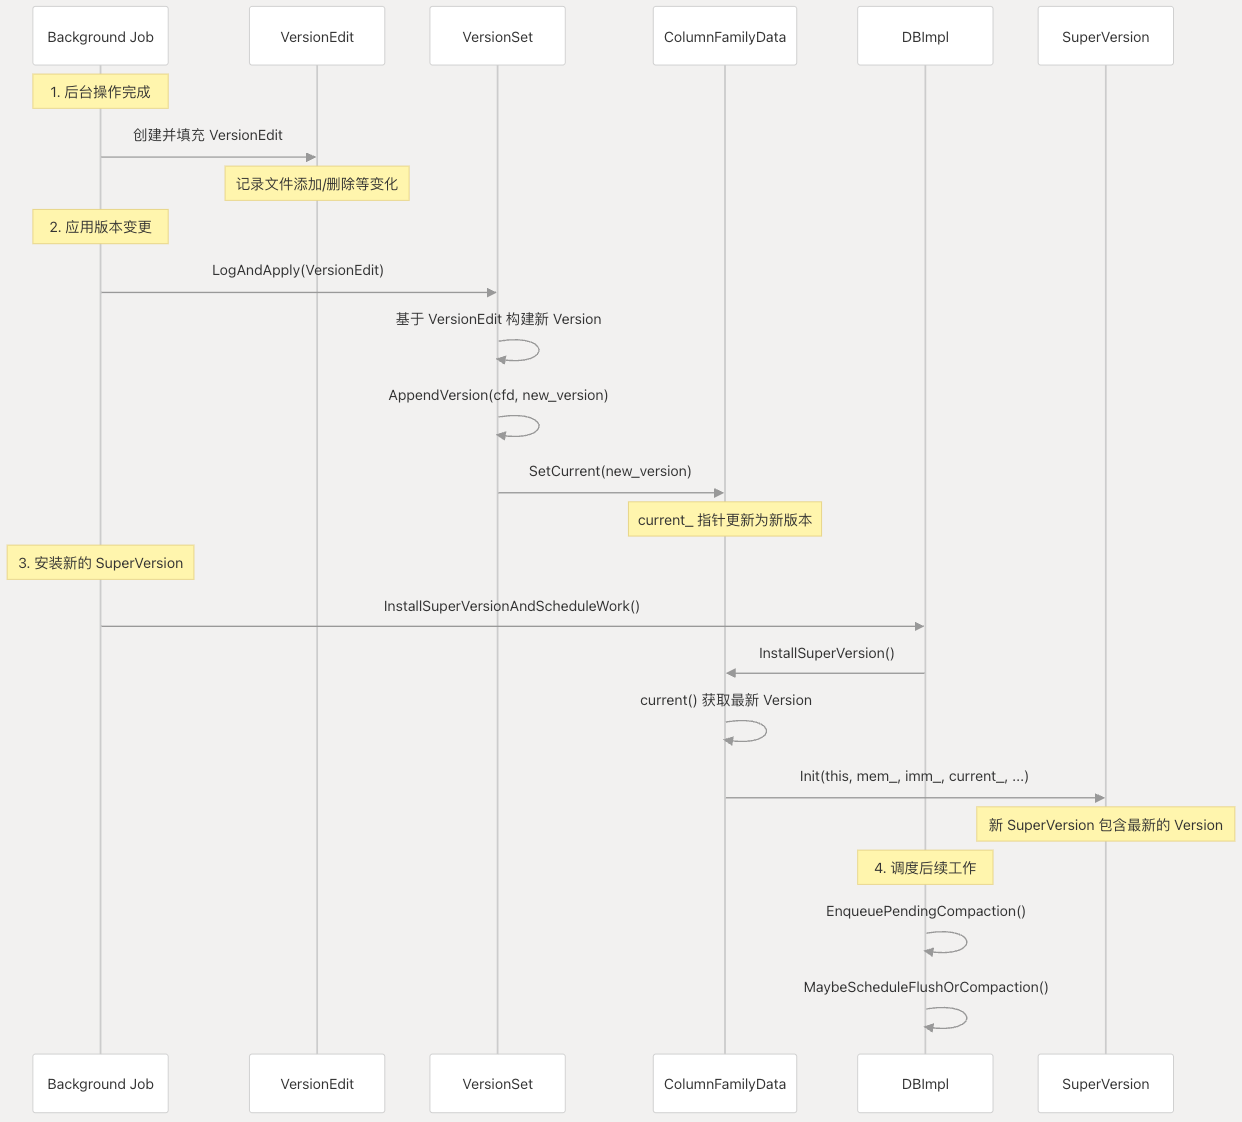 Background Job
VersionEdit
VersionSet
ColumnFamilyData
DBImpl
SuperVersion
1. 后台操作完成
创建并填充 VersionEdit
记录文件添加/删除等变化
2. 应用版本变更
LogAndApply(VersionEdit)
基于 VersionEdit 构建新 Version
AppendVersion(cfd, new_version)
SetCurrent(new_version)
current_ 指针更新为新版本
3. 安装新的 SuperVersion
InstallSuperVersionAndScheduleWork()
InstallSuperVersion()
current() 获取最新 Version
Init(this, mem_, imm_, current_, ...)
新 SuperVersion 包含最新的 Version
4. 调度后续工作
EnqueuePendingCompaction()
MaybeScheduleFlushOrCompaction()
Background Job
VersionEdit
VersionSet
ColumnFamilyData
DBImpl
SuperVersion